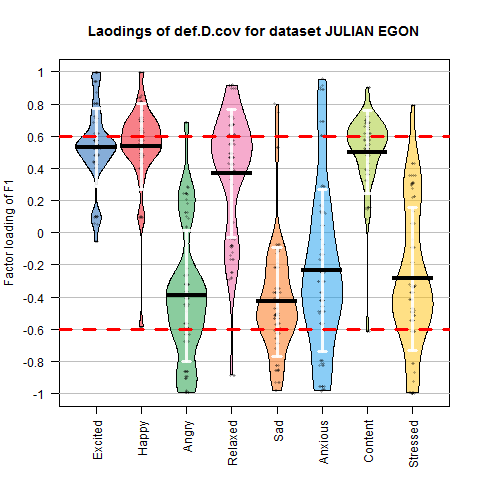 Laodings of def.D.cov for dataset JULIAN EGON
Factor loading of F1
1
0.8
0.6
0.4
0.2
0
-0.2
-0.4
-0.6
-0.8
-1
Excited
Happy
Angry
Relaxed
Sad
Anxious
Content
Stressed